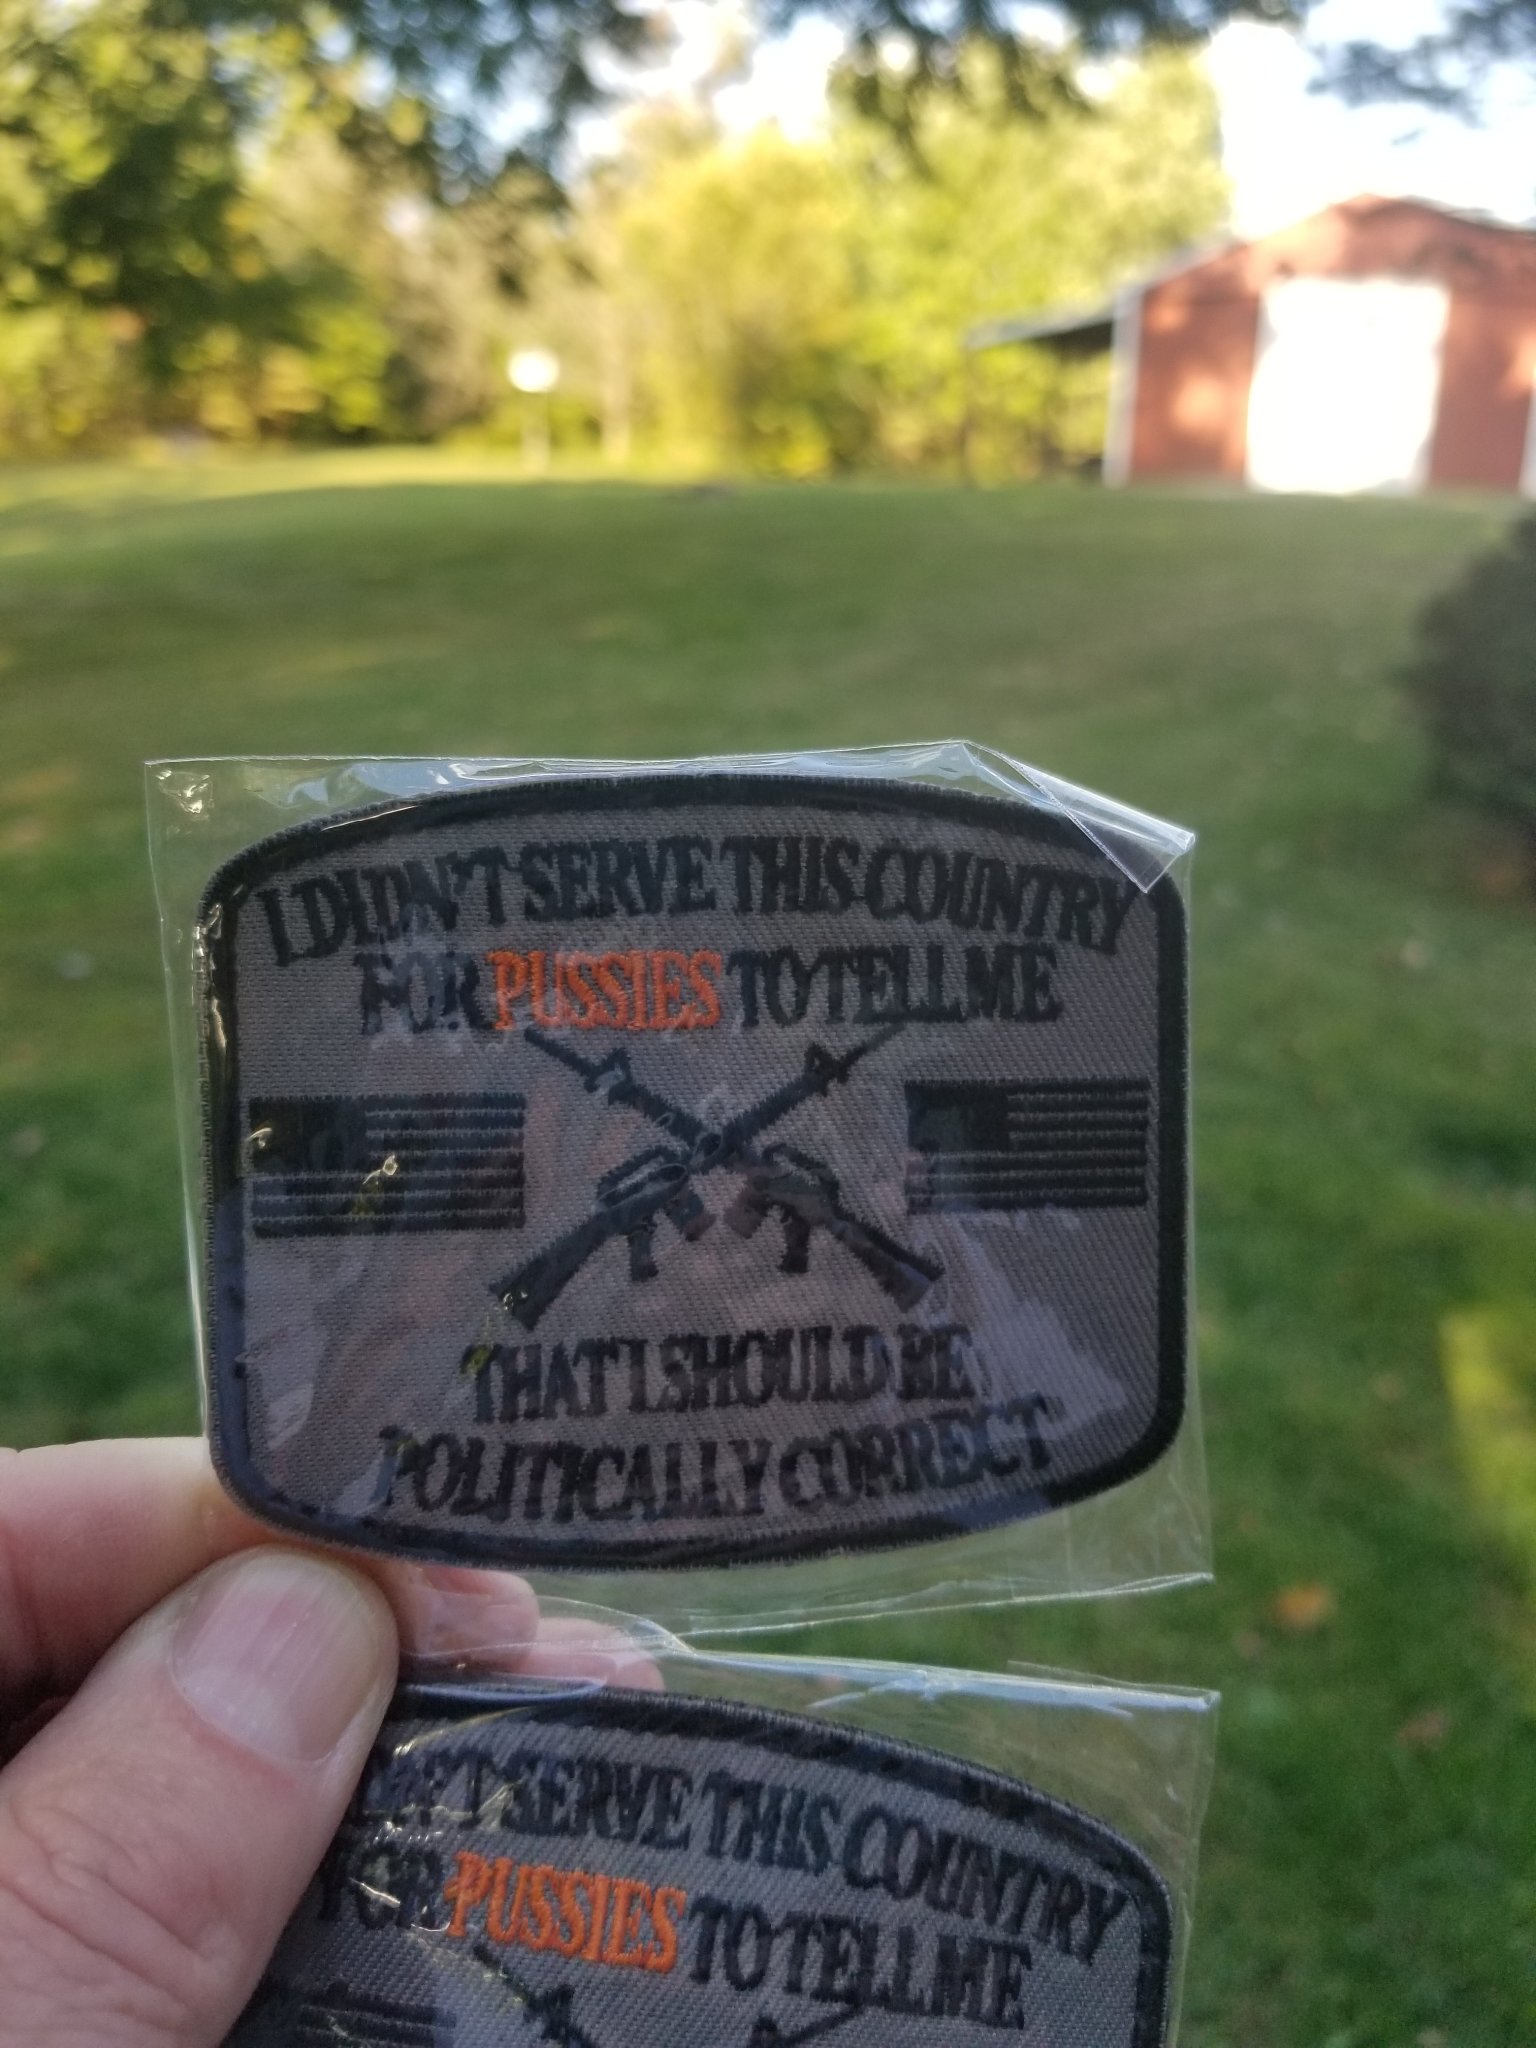 I DIDN'T SERVE THIS COUNTRY
FOR PUSSIES TO TELL ME
THAT I SHOULD BE
POLITICALLY CORRECT
N'T SERVE THIS COUNTRY
FOR PUSSIES TO TELL ME